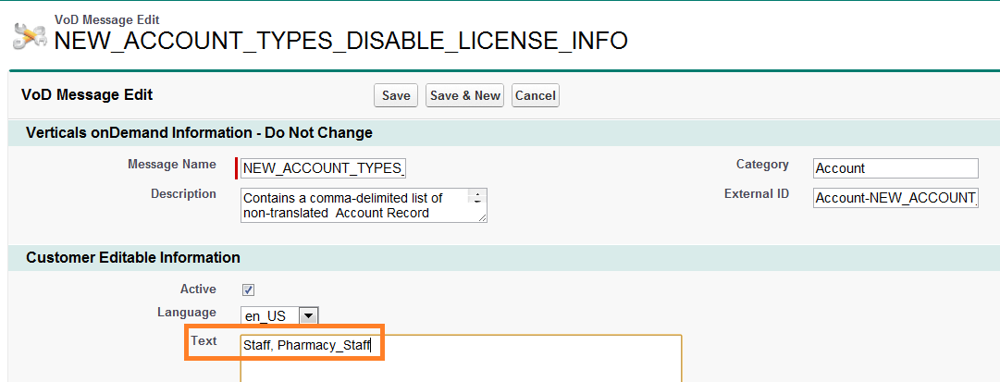 VoD Message Edit
NEW_ACCOUNT_TYPES_DISABLE_LICENSE_INFO
VoD Message Edit
Save
Save & New
Cancel
Verticals onDemand Information - Do Not Change
Message Name
NEW_ACCOUNT_TYPES_
Category
Account
Description
Contains a comma-delimited list of
non-translated Account Record
External ID
Account-NEW_ACCOUNT_
Customer Editable Information
Active
Language
en_US
Text
Staff, Pharmacy_Staff